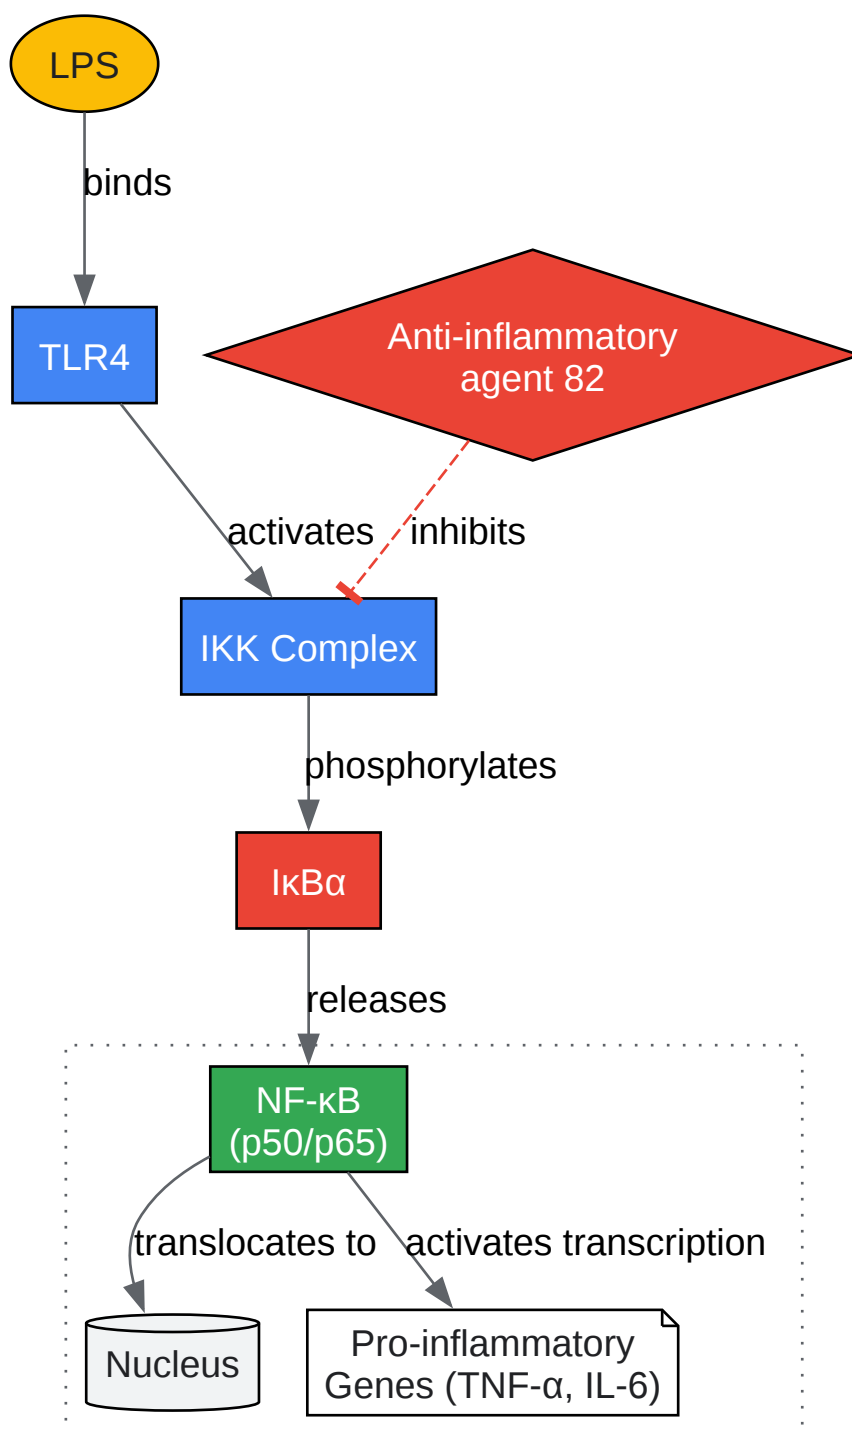 LPS
binds
TLR4
Anti-inflammatory
agent 82
activates
inhibits
IKK Complex
phosphorylates
IκBα
releases
NF-κB
(p50/p65)
translocates to
activates transcription
Nucleus
Pro-inflammatory
Genes (TNF-α, IL-6)